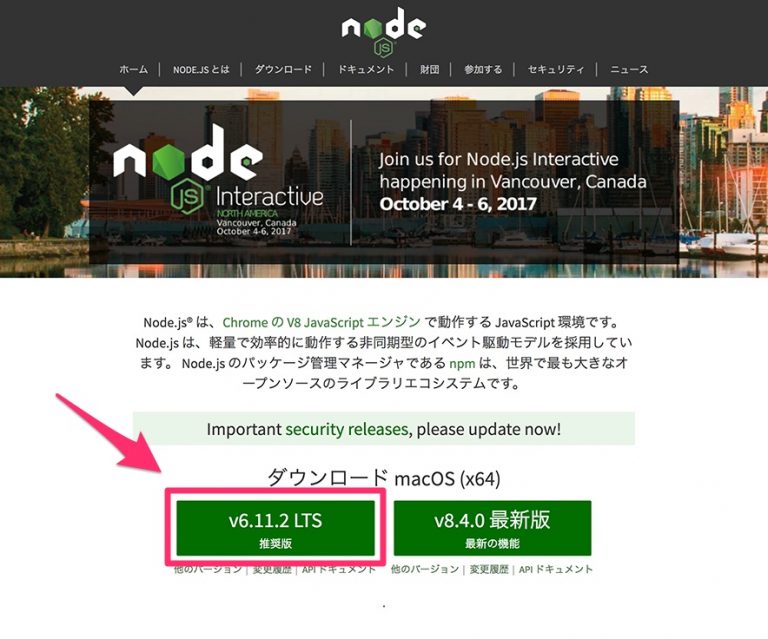 node
JS
ホーム | NODE.JS とは | ダウンロード | ドキュメント | 財団 | 参加する | セキュリティ | ニュース
node
JS Interactive
NORTH AMERICA
Vancouver, Canada
October 4-6, 2017
Join us for Node.js Interactive
happening in Vancouver, Canada
October 4 - 6, 2017
Node.js® は、Chrome の V8 JavaScript エンジン で動作する JavaScript 環境です。
Node.js は、軽量で効率的に動作する非同期型のイベント駆動モデルを採用してい
ます。 Node.js のパッケージ管理マネージャである npm は、世界で最も大きなオ
ープンソースのライブラリエコシステムです。
Important security releases, please update now!
ダウンロード macOS (x64)
v6.11.2 LTS
推奨版
v8.4.0 最新版
最新の機能
他のバージョン | 変更履歴 | API ドキュメント
他のバージョン | 変更履歴 | API ドキュメント
.